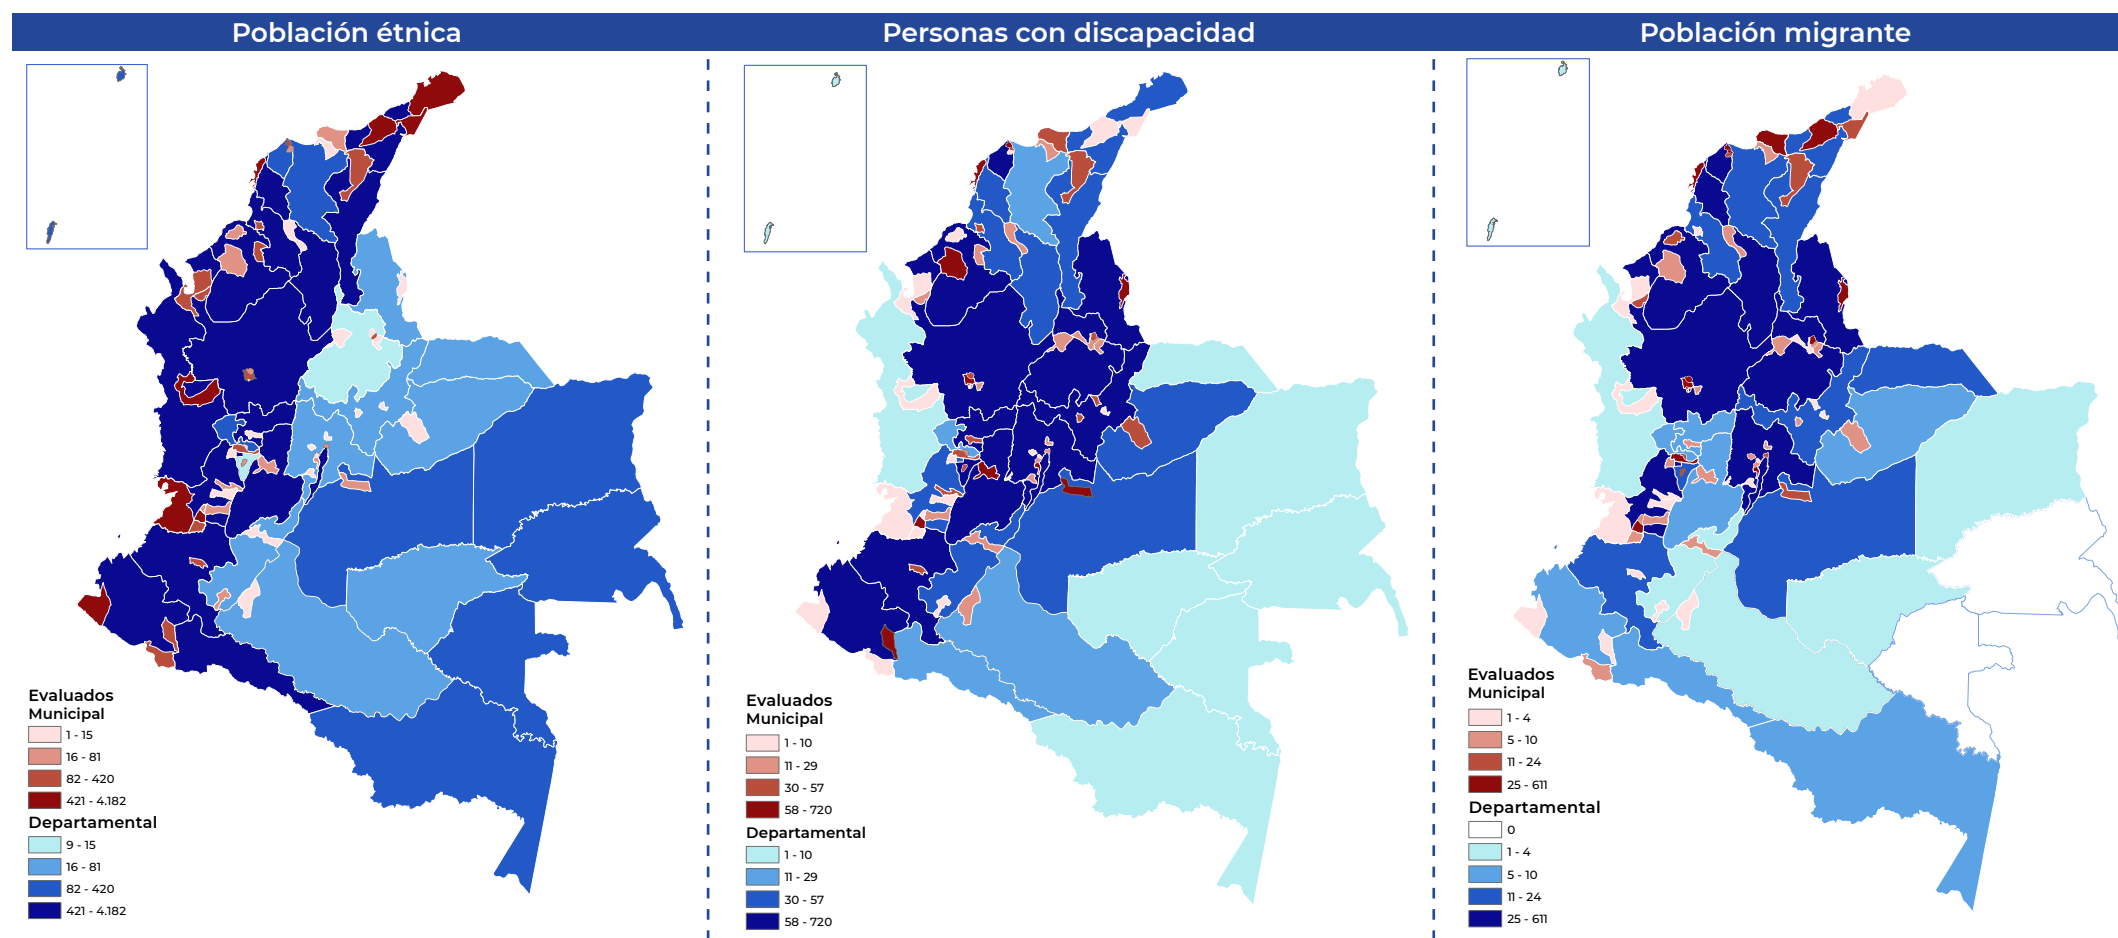 Población étnica
Evaluados
Municipal
1 - 15
16 - 81
82 - 420
421 - 4.182
Departamental
9 - 15
16 - 81
82 - 420
421 - 4.182
Personas con discapacidad
Evaluados
Municipal
1 - 10
11 - 29
30 - 57
58 - 720
Departamental
1 - 10
11 - 29
30 - 57
58 - 720
Población migrante
Evaluados
Municipal
1 - 4
5 - 10
11 - 24
25 - 611
Departamental
0
1 - 4
5 - 10
11 - 24
25 - 611